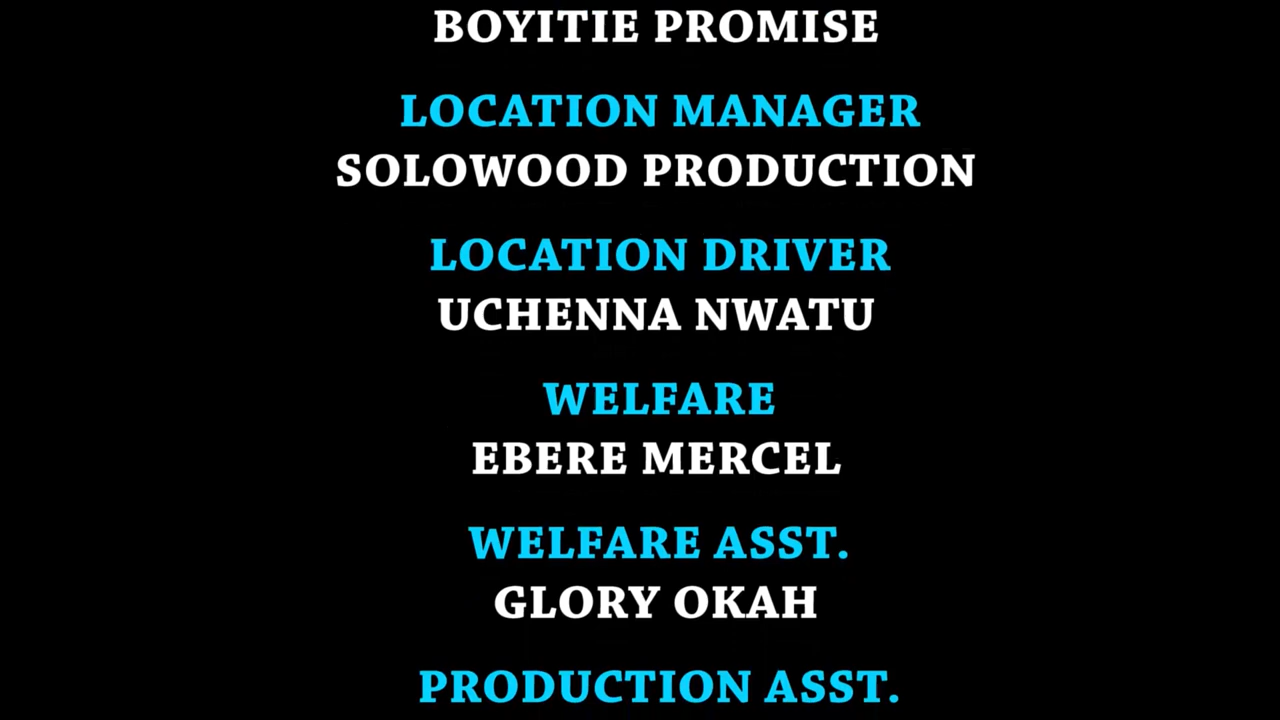 BOYITIE PROMISE
LOCATION MANAGER
SOLOWOOD PRODUCTION
LOCATION DRIVER
UCHENNA NWATU
WELFARE
EBERE MERCEL
WELFARE ASST.
GLORY OKAH
PRODUCTION ASST.